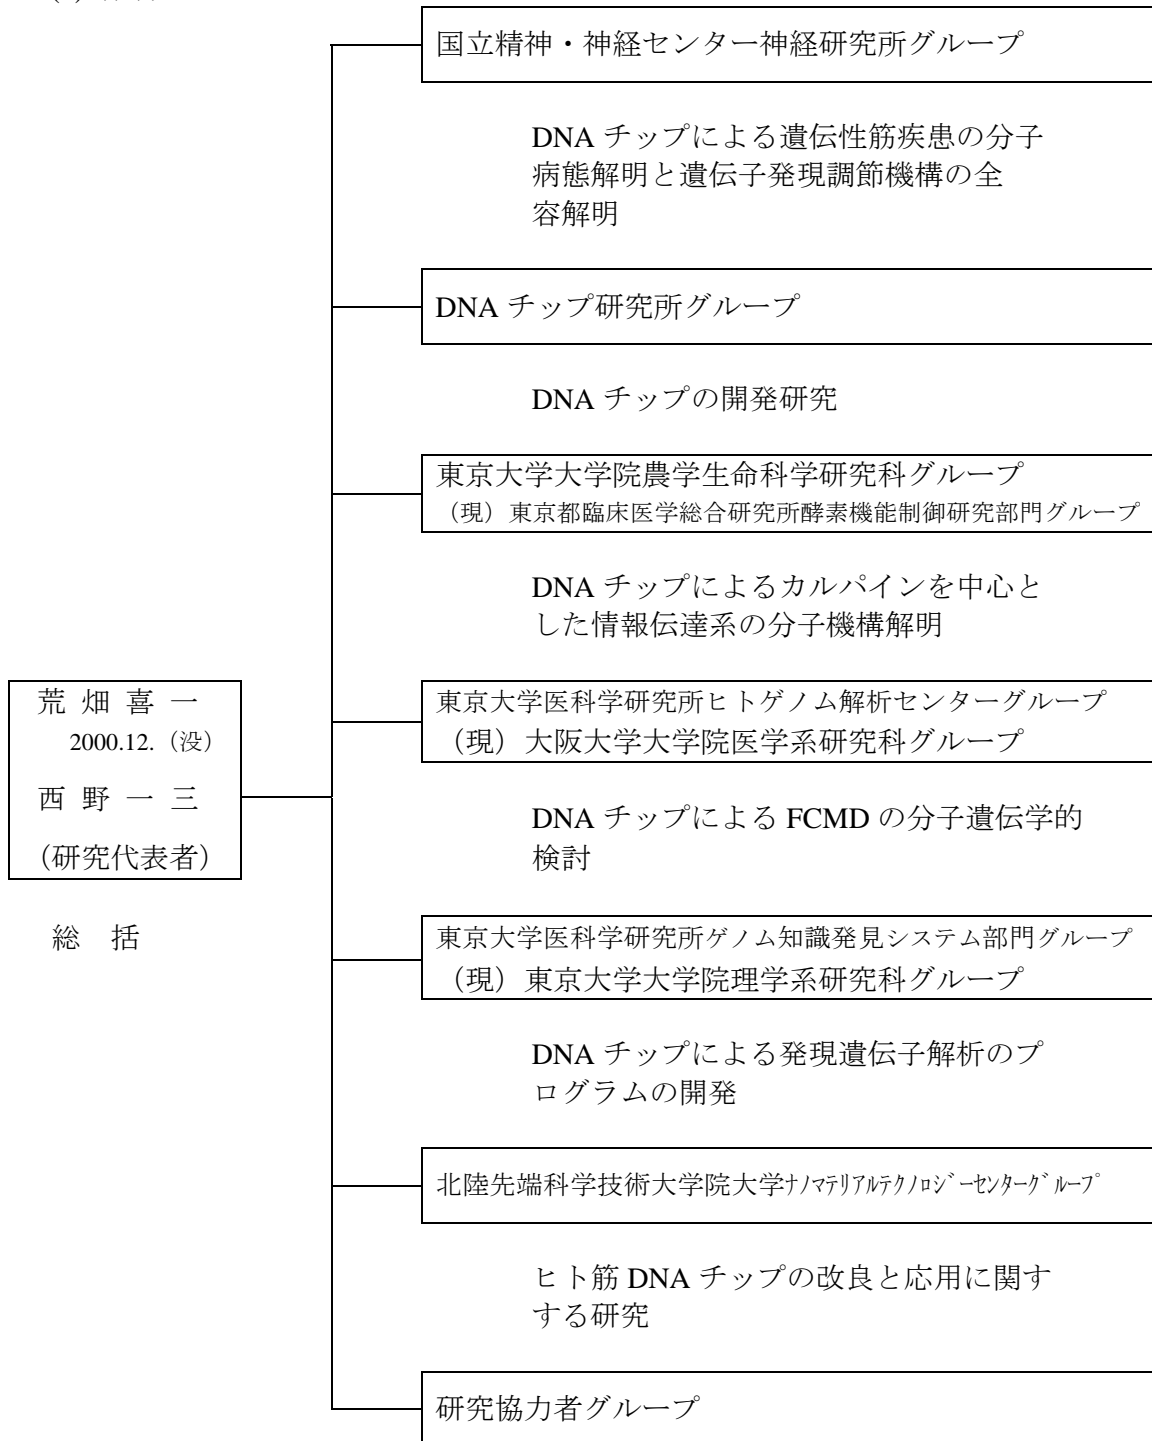 国立精神・神経センター神経研究所グループ
DNA チップによる遺伝性筋疾患の分子
病態解明と遺伝子発現調節機構の全
容解明
DNA チップ研究所グループ
DNA チップの開発研究
東京大学大学院農学生命科学研究科グループ
（現）東京都臨床医学総合研究所酵素機能制御研究部門グループ
DNA チップによるカルパインを中心と
した情報伝達系の分子機構解明
荒畑喜一
2000.12.（没）
西野一三
（研究代表者）
総括
東京大学医科学研究所ヒトゲノム解析センターグループ
（現）大阪大学大学院医学系研究科グループ
DNA チップによる FCMD の分子遺伝学的
検討
東京大学医科学研究所ゲノム知識発見システム部門グループ
（現）東京大学大学院理学系研究科グループ
DNA チップによる発現遺伝子解析のプ
ログラムの開発
北陸先端科学技術大学院大学ﾅﾉﾏﾃﾘｱﾙﾃｸﾉﾛｼﾞｰｾﾝﾀｰｸﾞﾙｰﾌﾟ
ヒト筋 DNA チップの改良と応用に関す
する研究
研究協力者グループ